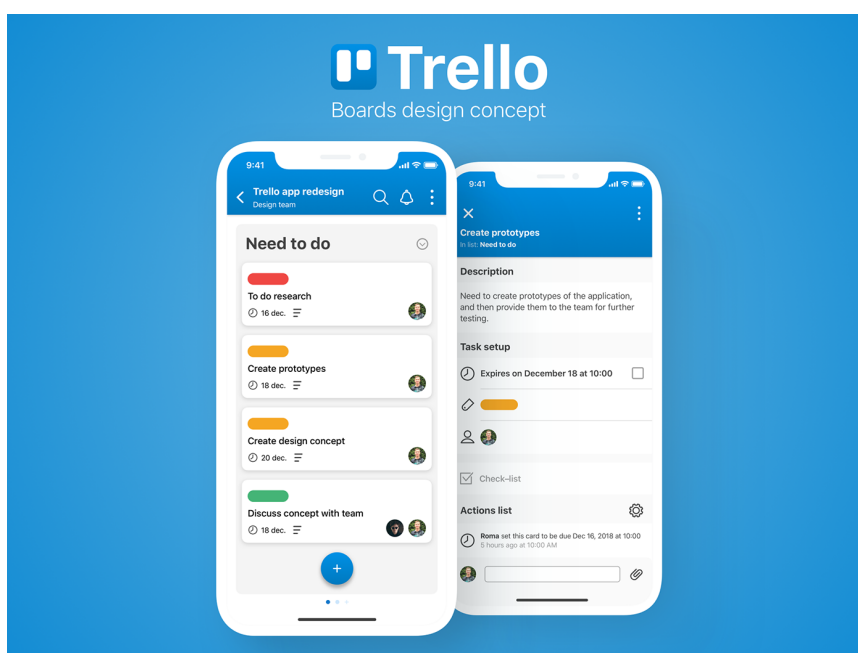 Trello
Boards design concept
9:41
Trello app redesign
Design team
Need to do
To do research
16 dec.
Create prototypes
18 dec.
Create design concept
20 dec.
Discuss concept with team
18 dec.
+
9:41
Create prototypes
In list: Need to do
Description
Need to create prototypes of the application,
and then provide them to the team for further
testing.
Task setup
Expires on December 18 at 10:00
Check–list
Actions list
Roma set this card to be due Dec 16, 2018 at 10:00
5 hours ago at 10:00 AM